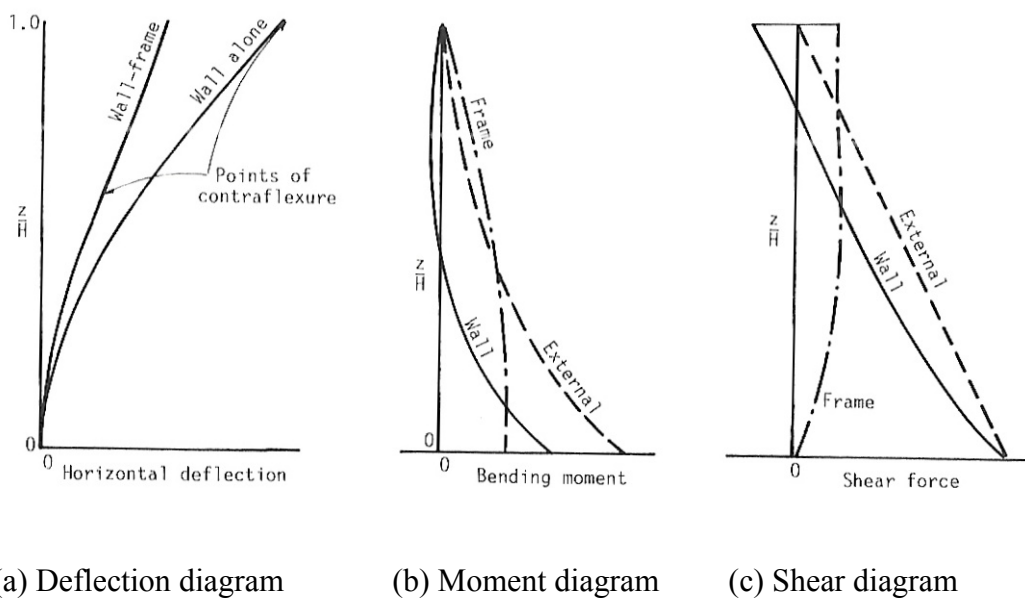 1.0
Wall-frame
Wall alone
Points of
contraflexure
z
H
0
0
Horizontal deflection
Frame
z
H
Wall
External
0
0
Bending moment
z
H
External
Wall
Frame
0
Shear force
(a) Deflection diagram
(b) Moment diagram
(c) Shear diagram